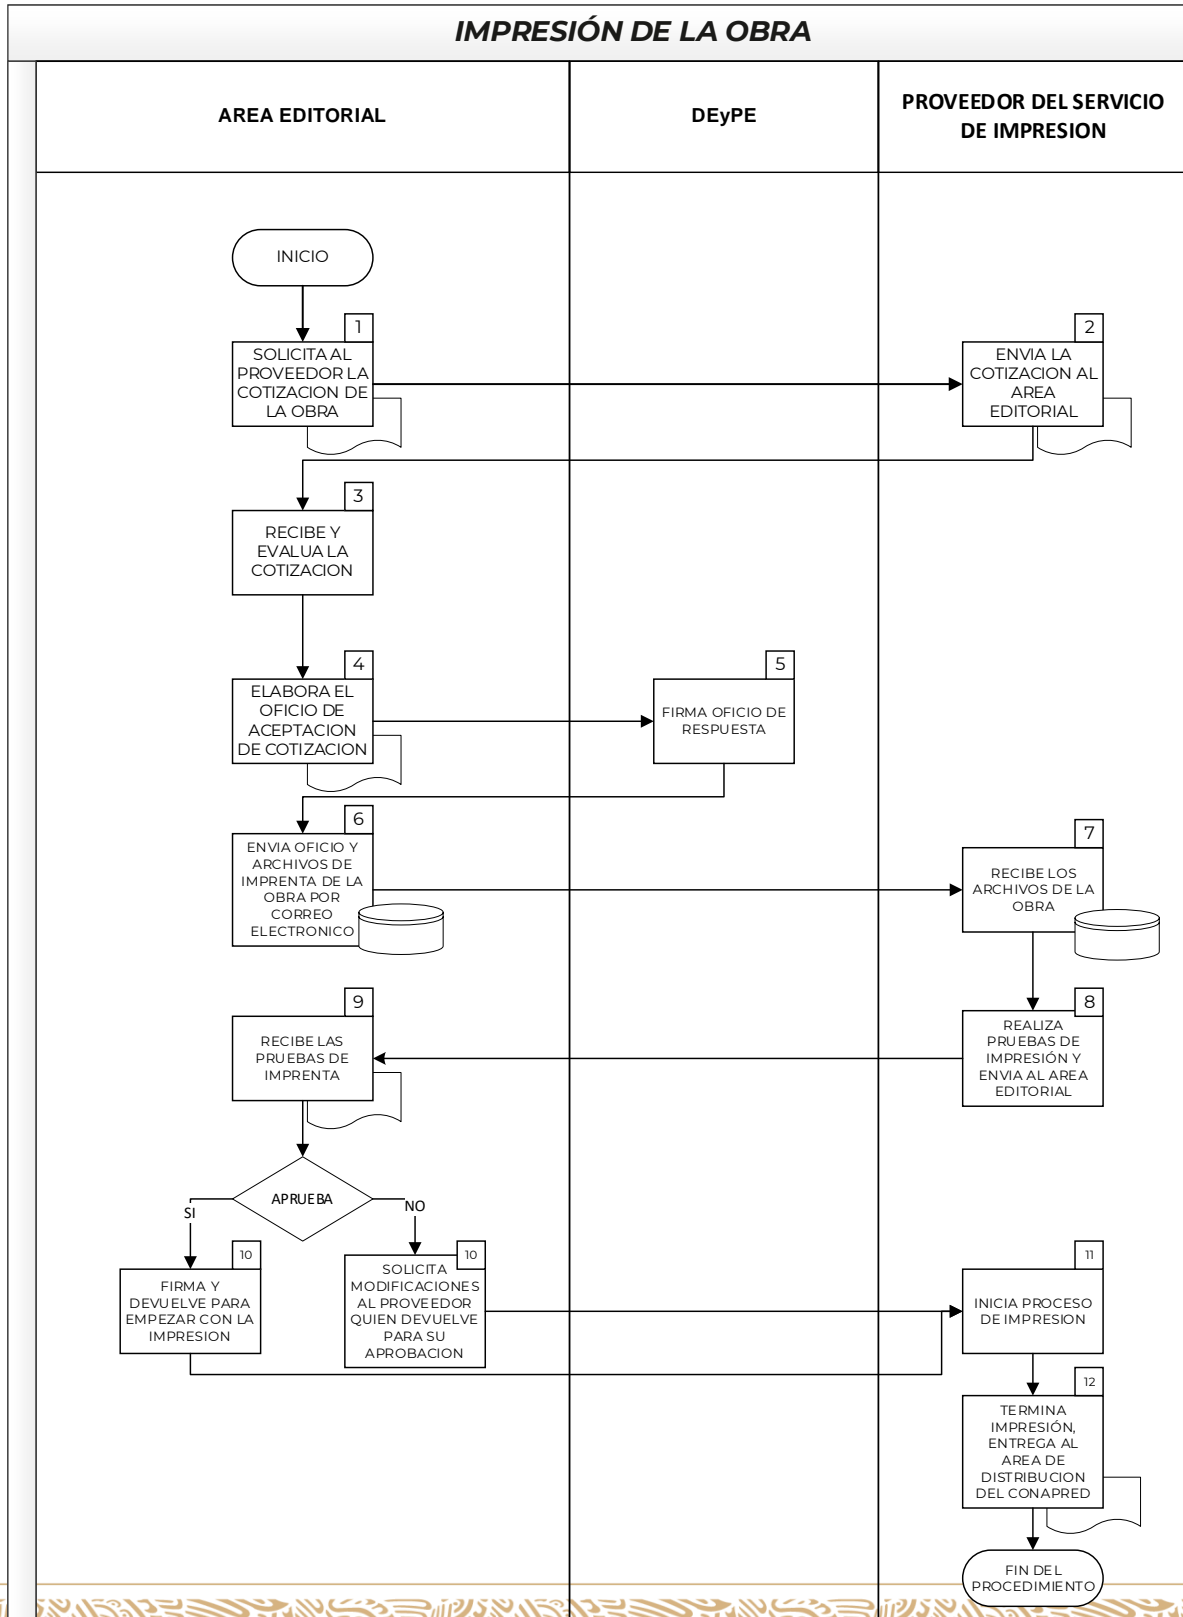 IMPRESIÓN DE LA OBRA
AREA EDITORIAL
DEyPE
PROVEEDOR DEL SERVICIO
DE IMPRESION
INICIO
1
SOLICITA AL
PROVEEDOR LA
COTIZACION DE
LA OBRA
2
ENVIA LA
COTIZACION AL
AREA
EDITORIAL
3
RECIBE Y
EVALUA LA
COTIZACION
4
ELABORA EL
OFICIO DE
ACEPTACION
DE COTIZACION
5
FIRMA OFICIO DE
RESPUESTA
6
ENVIA OFICIO Y
ARCHIVOS DE
IMPRENTA DE LA
OBRA POR
CORREO
ELECTRONICO
7
RECIBE LOS
ARCHIVOS DE LA
OBRA
8
REALIZA
PRUEBAS DE
IMPRESIÓN Y
ENVIA AL AREA
EDITORIAL
9
RECIBE LAS
PRUEBAS DE
IMPRENTA
APRUEBA
SI
NO
10
FIRMA Y
DEVUELVE PARA
EMPEZAR CON LA
IMPRESION
10
SOLICITA
MODIFICACIONES
AL PROVEEDOR
QUIEN DEVUELVE
PARA SU
APROBACION
11
INICIA PROCESO
DE IMPRESION
12
TERMINA
IMPRESIÓN,
ENTREGA AL
AREA DE
DISTRIBUCION
DEL CONAPRED
FIN DEL
PROCEDIMIENTO